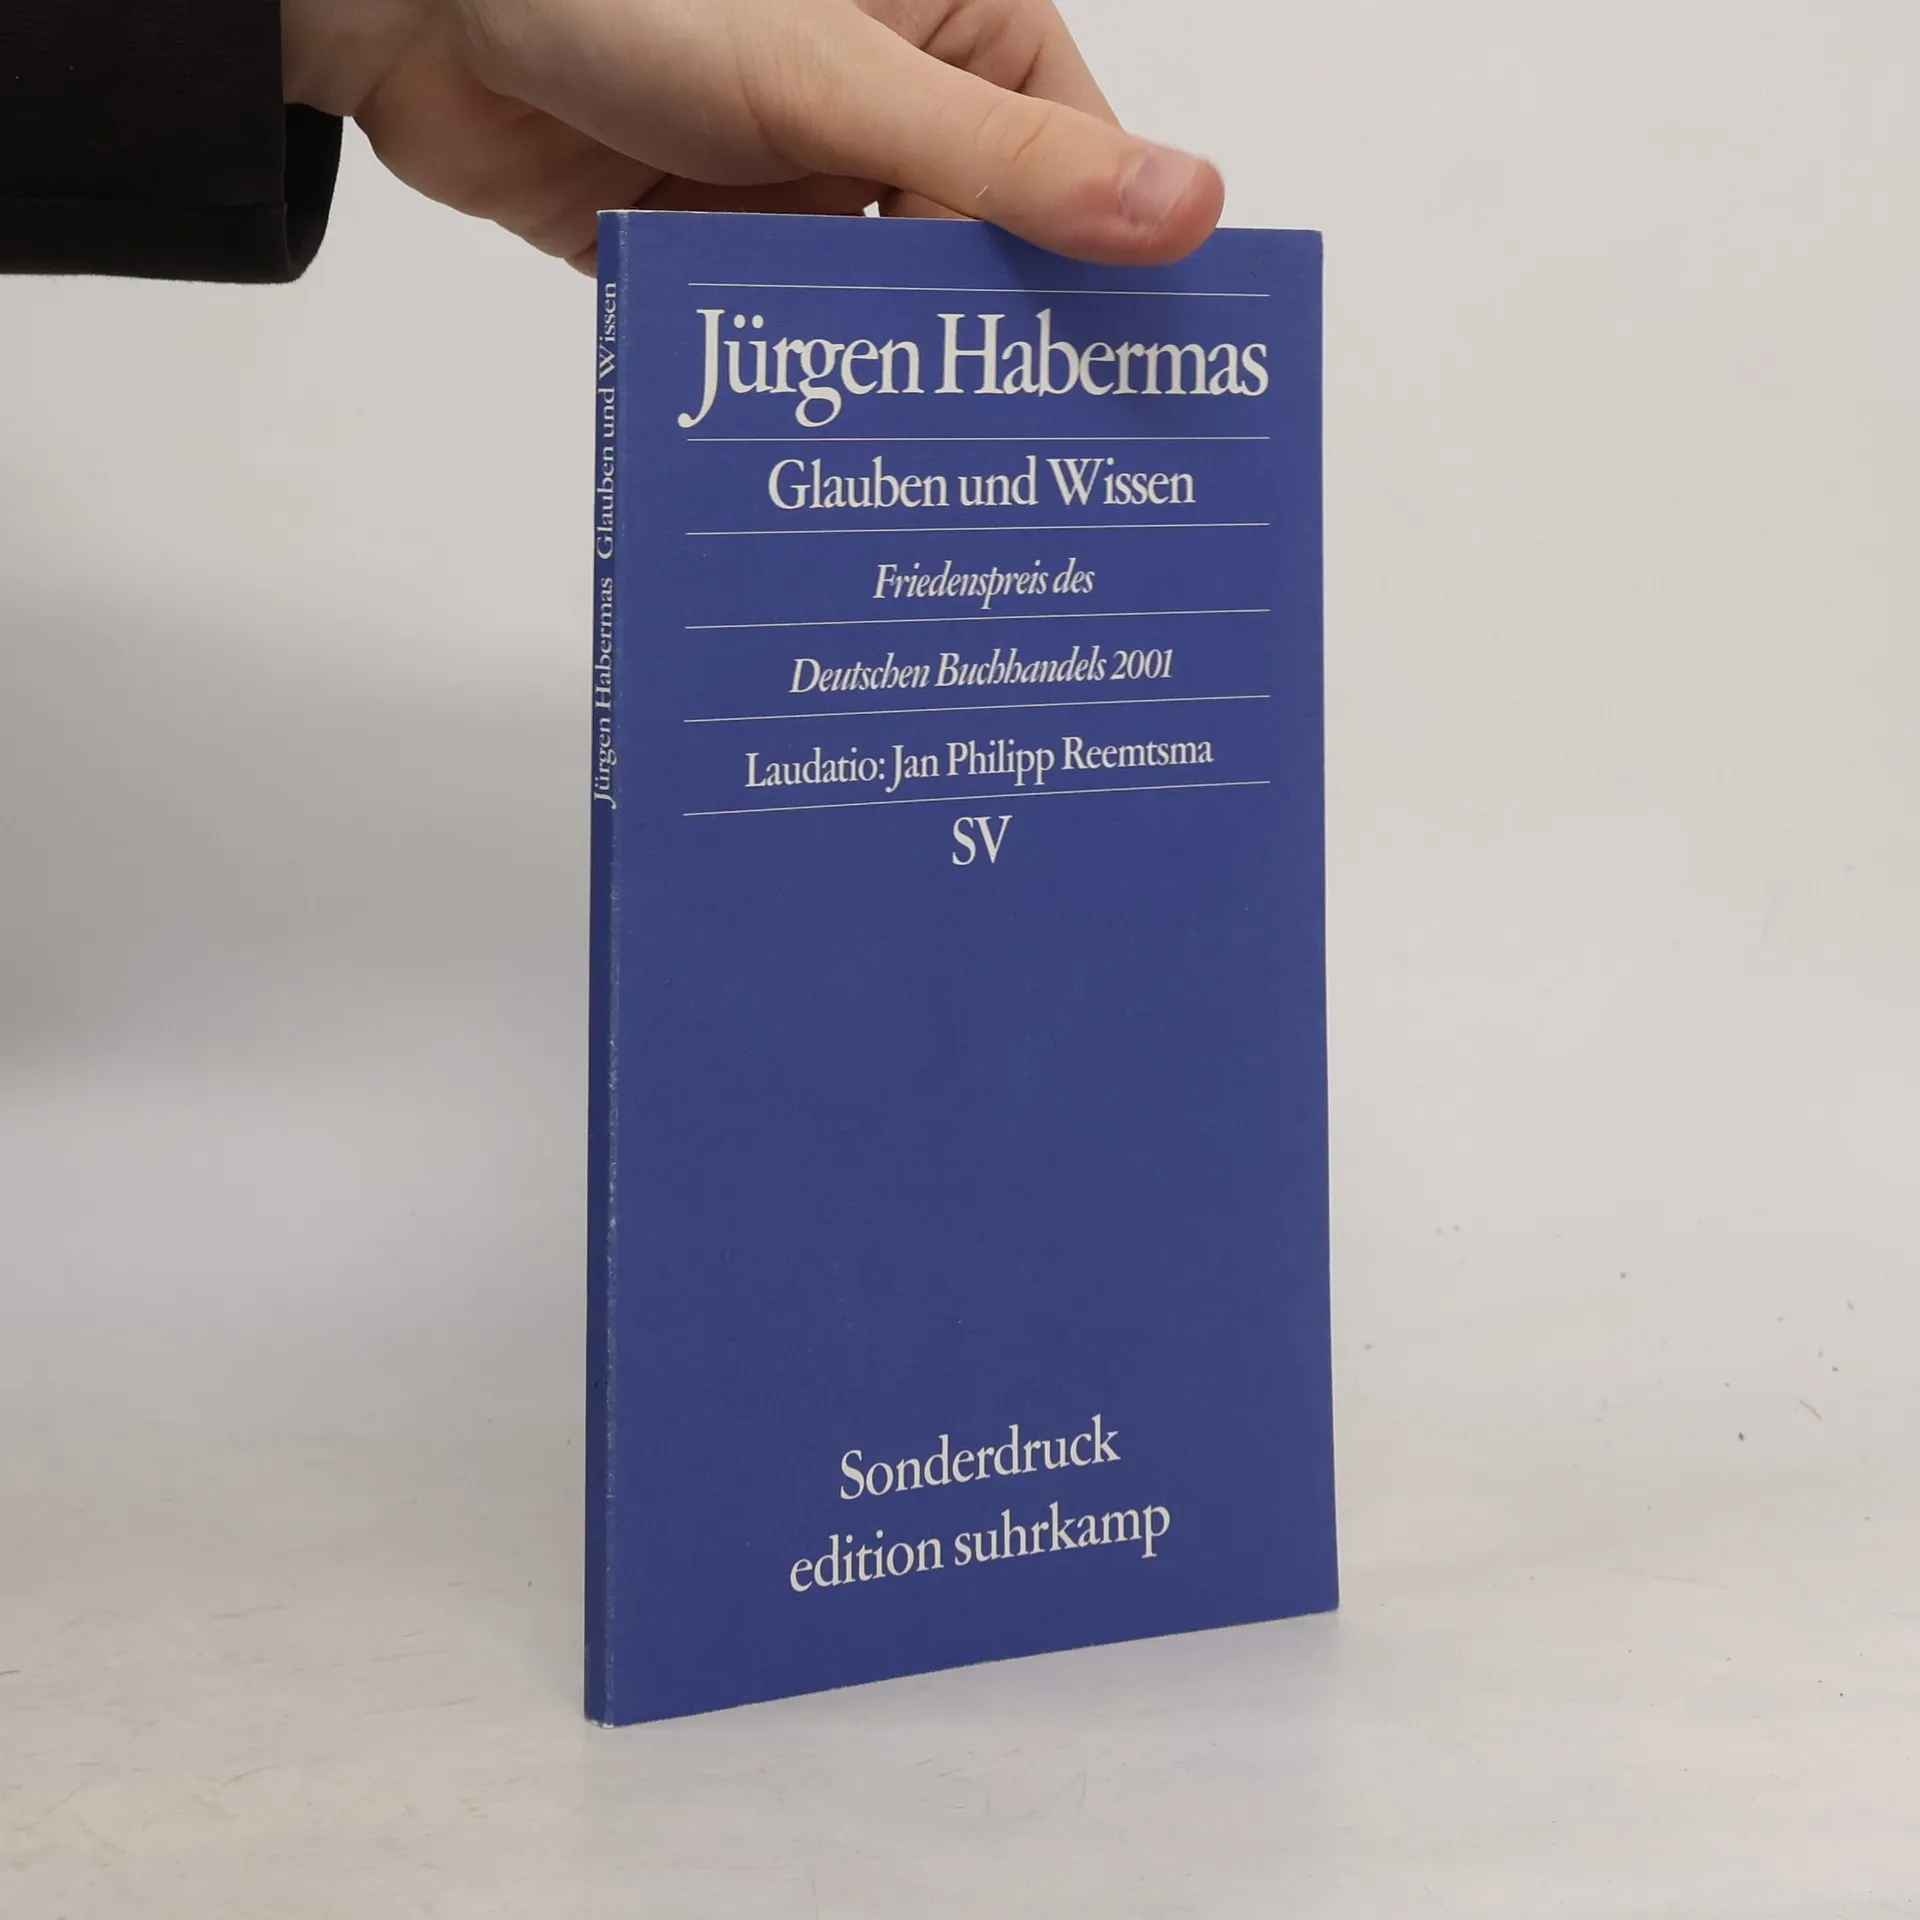 Jürgen Habermas
Glauben und Wissen
Friedenspreis des
Deutschen Buchhandels 2001
Laudatio: Jan Philipp Reemtsma
SV
Sonderdruck
edition suhrkamp
Jürgen Habermas Glauben und Wissen